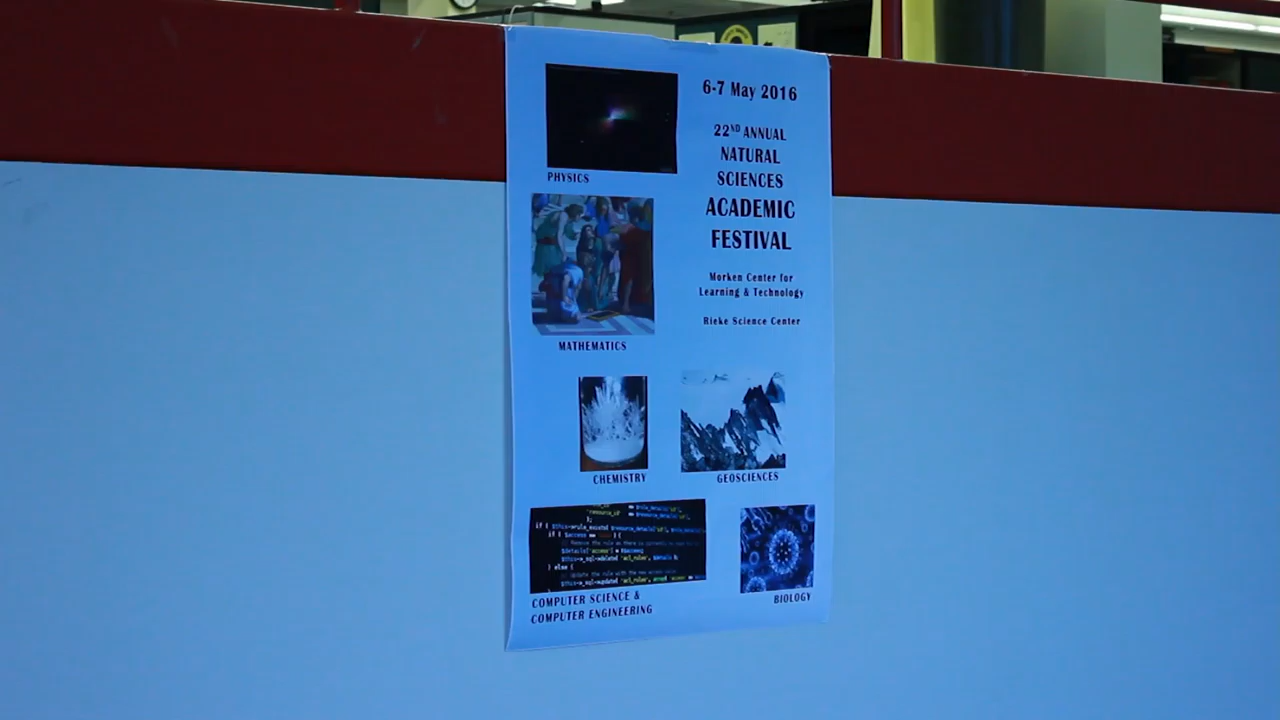 6-7 May 2016
22ND ANNUAL
NATURAL
SCIENCES
ACADEMIC
FESTIVAL
Morken Center for
Learning & Technology
Rieke Science Center
PHYSICS
MATHEMATICS
CHEMISTRY
GEOSCIENCES
COMPUTER SCIENCE &
COMPUTER ENGINEERING
BIOLOGY